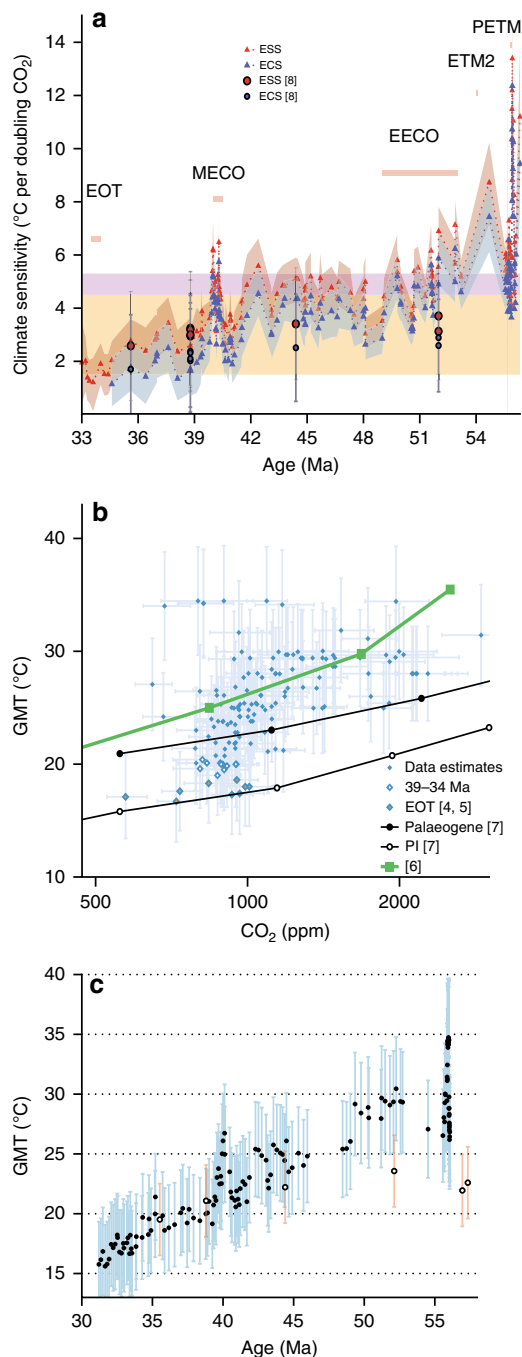 a
PETM
ESS
ECS
ESS [8]
ECS [8]
ETM2
EECO
MECO
EOT
Climate sensitivity (°C per doubling CO₂)
14
12
10
8
6
4
2
33 36 39 42 45 48 51 54
Age (Ma)
b
GMT (°C)
40
30
20
10
Data estimates
39–34 Ma
EOT [4, 5]
Palaeogene [7]
PI [7]
[6]
500 1000 2000
CO₂ (ppm)
c
GMT (°C)
40
35
30
25
20
15
30 35 40 45 50 55
Age (Ma)